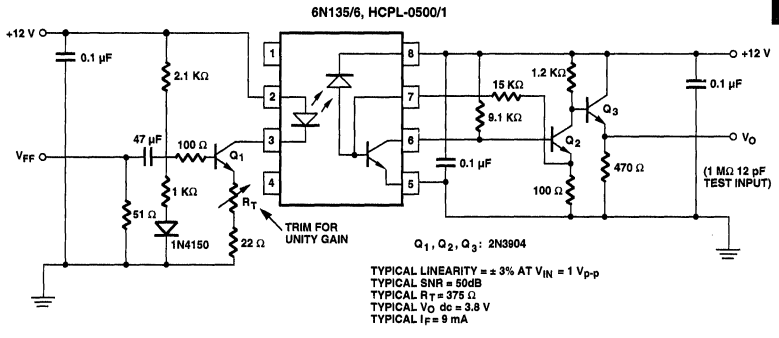 6N135/6, HCPL-0500/1
+12 V
0.1 µF
2.1 KΩ
1
2
3
4
8
7
6
5
15 KΩ
9.1 KΩ
1.2 KΩ
Q3
+12 V
0.1 µF
VFF
47 µF
100 Ω
Q1
1 KΩ
51 Ω
1N4150
RT
22 Ω
TRIM FOR
UNITY GAIN
0.1 µF
Q2
100 Ω
470 Ω
VO
(1 MΩ 12 pF
TEST INPUT)
Q1, Q2, Q3: 2N3904
TYPICAL LINEARITY = ± 3% AT VIN = 1 Vp-p
TYPICAL SNR = 50dB
TYPICAL RT = 375 Ω
TYPICAL VO dc = 3.8 V
TYPICAL IF = 9 mA